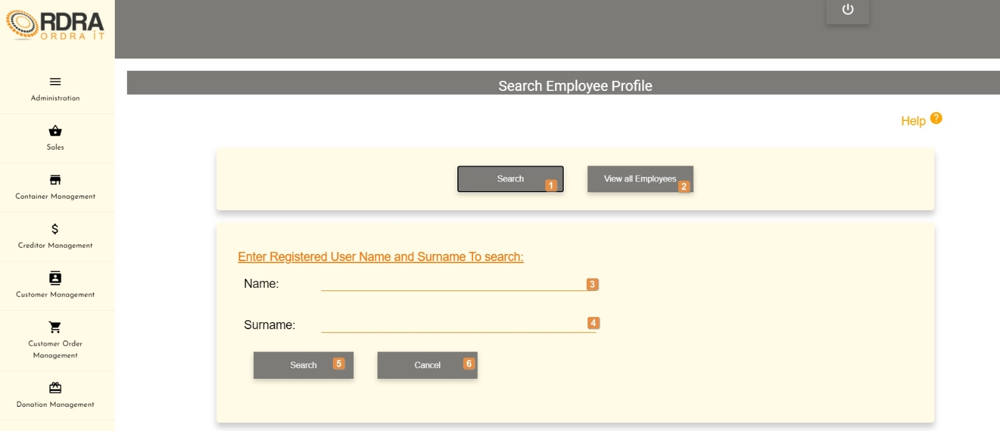 RDRA
ORDRA iT
Administration
Sales
Container Management
Creditor Management
Customer Management
Customer Order
Management
Donation Management
Search Employee Profile
Help ?
Search 1 View all Employees 2
Enter Registered User Name and Surname To search:
Name: 3
Surname: 4
Search 5 Cancel 6